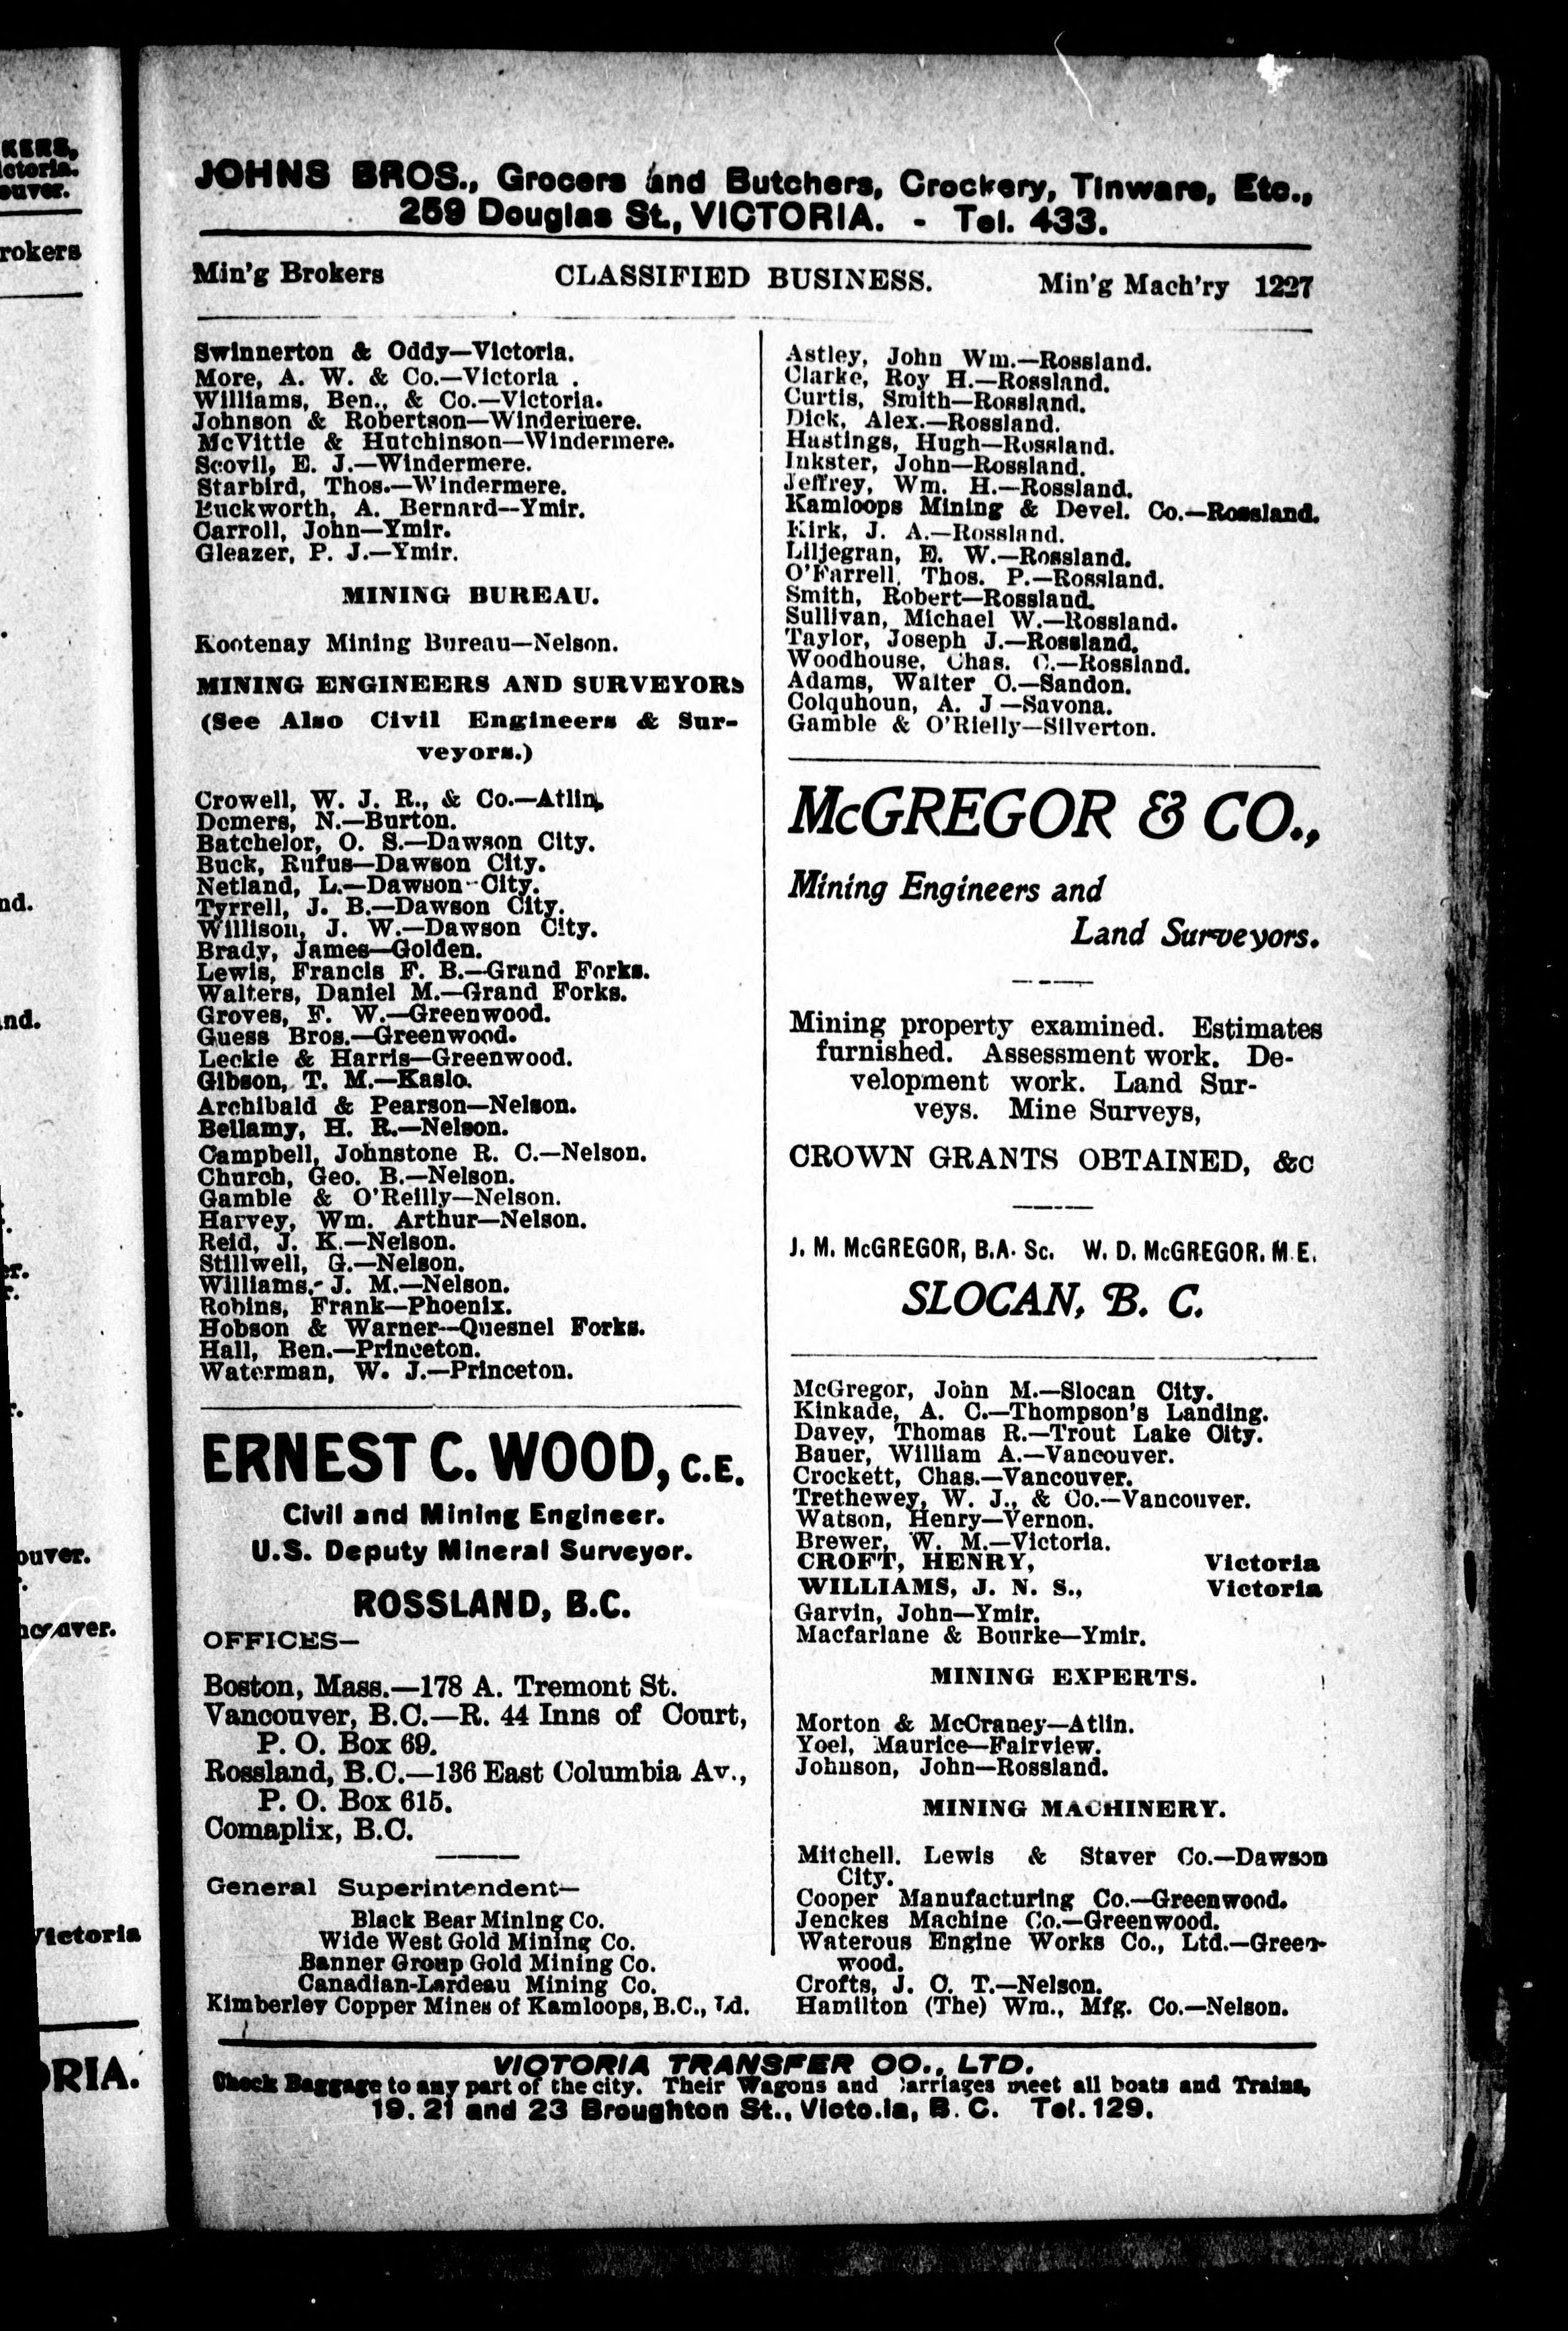 KERS,
ictoria.
ouver.
rokers
nd.
nd.
er.
r.
ouver.
Victoria
ORIA.
JOHNS BROS., Grocers and Butchers, Crockery, Tinware, Etc.,
259 Douglas St., VICTORIA. - Tel. 433.
Min'g Brokers CLASSIFIED BUSINESS. Min'g Mach'ry 1227
Swinnerton & Oddy—Victoria.
More, A. W. & Co.—Victoria .
Williams, Ben., & Co.—Victoria.
Johnson & Robertson—Windermere.
McVittie & Hutchinson—Windermere.
Scovil, E. J.—Windermere.
Starbird, Thos.—Windermere.
Buckworth, A. Bernard—Ymir.
Carroll, John—Ymir.
Gleazer, P. J.—Ymir.
MINING BUREAU.
Kootenay Mining Bureau—Nelson.
MINING ENGINEERS AND SURVEYORS
(See Also Civil Engineers & Sur-
veyors.)
Crowell, W. J. R., & Co.—Atlin,
Demers, N.—Burton.
Batchelor, O. S.—Dawson City.
Buck, Rufus—Dawson City.
Netland, L.—Dawson City.
Tyrrell, J. B.—Dawson City.
Willison, J. W.—Dawson City.
Brady, James—Golden.
Lewis, Francis F. B.—Grand Forks.
Walters, Daniel M.—Grand Forks.
Groves, F. W.—Greenwood.
Guess Bros.—Greenwood.
Leckie & Harris—Greenwood.
Gibson, T. M.—Kaslo.
Archibald & Pearson—Nelson.
Bellamy, H. R.—Nelson.
Campbell, Johnstone R. C.—Nelson.
Church, Geo. B.—Nelson.
Gamble & O'Reilly—Nelson.
Harvey, Wm. Arthur—Nelson.
Reid, J. K.—Nelson.
Stillwell, G.—Nelson.
Williams, J. M.—Nelson.
Robins, Frank—Phoenix.
Hobson & Warner—Quesnel Forks.
Hall, Ben.—Princeton.
Waterman, W. J.—Princeton.
ERNEST C. WOOD, C.E.
Civil and Mining Engineer.
U.S. Deputy Mineral Surveyor.
ROSSLAND, B.C.
OFFICES—
Boston, Mass.—178 A. Tremont St.
Vancouver, B.C.—R. 44 Inns of Court,
P. O. Box 69.
Rossland, B.C.—136 East Columbia Av.,
P. O. Box 615.
Comaplix, B.C.
General Superintendent—
Black Bear Mining Co.
Wide West Gold Mining Co.
Banner Group Gold Mining Co.
Canadian-Lardeau Mining Co.
Kimberley Copper Mines of Kamloops, B.C., Ld.
Astley, John Wm.—Rossland.
Clarke, Roy H.—Rossland.
Curtis, Smith—Rossland.
Dick, Alex.—Rossland.
Hastings, Hugh—Rossland.
Inkster, John—Rossland.
Jeffrey, Wm. H.—Rossland.
Kamloops Mining & Devel. Co.—Rossland.
Kirk, J. A.—Rossland.
Liljegran, E. W.—Rossland.
O'Farrell, Thos. P.—Rossland.
Smith, Robert—Rossland.
Sullivan, Michael W.—Rossland.
Taylor, Joseph J.—Rossland.
Woodhouse, Chas. C.—Rossland.
Adams, Walter C.—Sandon.
Colquhoun, A. J—Savona.
Gamble & O'Rielly—Silverton.
McGREGOR & CO.,
Mining Engineers and
Land Surveyors.
Mining property examined. Estimates
furnished. Assessment work. De-
velopment work. Land Sur-
veys. Mine Surveys,
CROWN GRANTS OBTAINED, &c
J. M. McGREGOR, B.A. Sc. W. D. McGREGOR, M.E.
SLOCAN, B. C.
McGregor, John M.—Slocan City.
Kinkade, A. C.—Thompson's Landing.
Davey, Thomas R.—Trout Lake City.
Bauer, William A.—Vancouver.
Crockett, Chas.—Vancouver.
Trethewey, W. J., & Co.—Vancouver.
Watson, Henry—Vernon.
Brewer, W. M.—Victoria.
CROFT, HENRY, Victoria
WILLIAMS, J. N. S., Victoria
Garvin, John—Ymir.
Macfarlane & Bourke—Ymir.
MINING EXPERTS.
Morton & McCraney—Atlin.
Yoel, Maurice—Fairview.
Johnson, John—Rossland.
MINING MACHINERY.
Mitchell, Lewis & Staver Co.—Dawson
City.
Cooper Manufacturing Co.—Greenwood.
Jenckes Machine Co.—Greenwood.
Waterous Engine Works Co., Ltd.—Green-
wood.
Crofts, J. C. T.—Nelson.
Hamilton (The) Wm., Mfg. Co.—Nelson.
VICTORIA TRANSFER CO., LTD.
Check Baggage to any part of the city. Their Wagons and Carriages meet all boats and Trains,
19, 21 and 23 Broughton St., Victoria, B. C. Tel. 129.